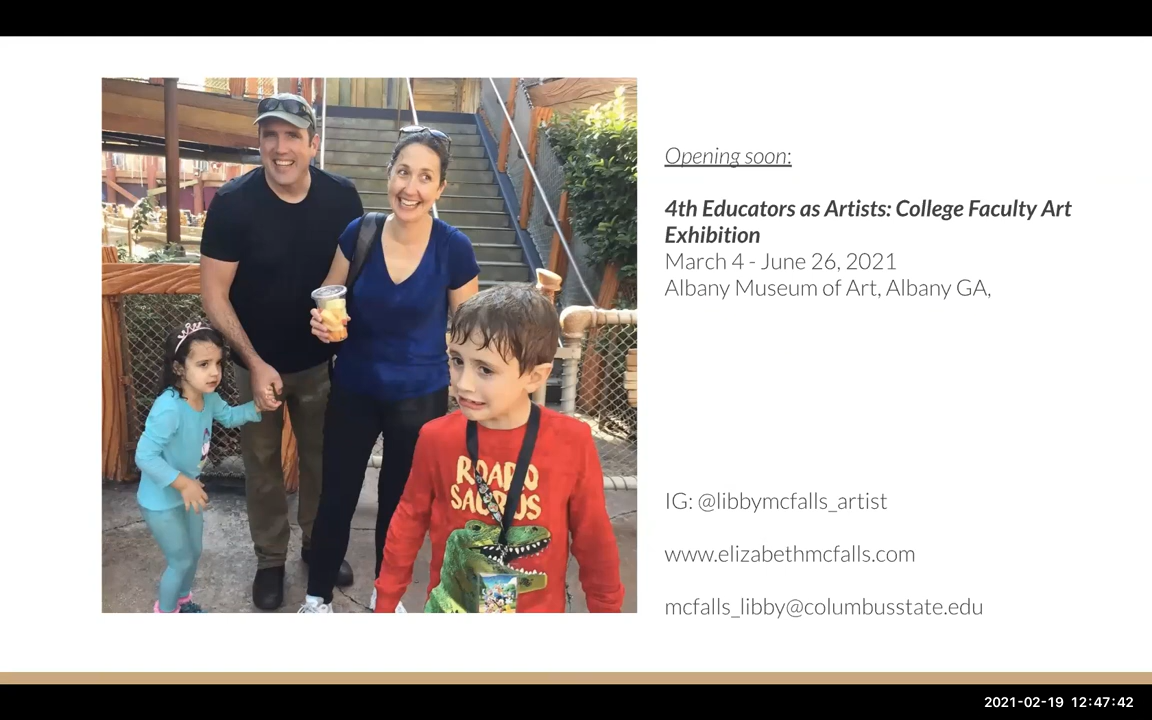 Opening soon:
4th Educators as Artists: College Faculty Art
Exhibition
March 4 - June 26, 2021
Albany Museum of Art, Albany GA,
ROARO
SAURUS
IG: @libbymcfalls_artist
www.elizabethmcfalls.com
mcfalls_libby@columbusstate.edu
2021-02-19 12:47:42